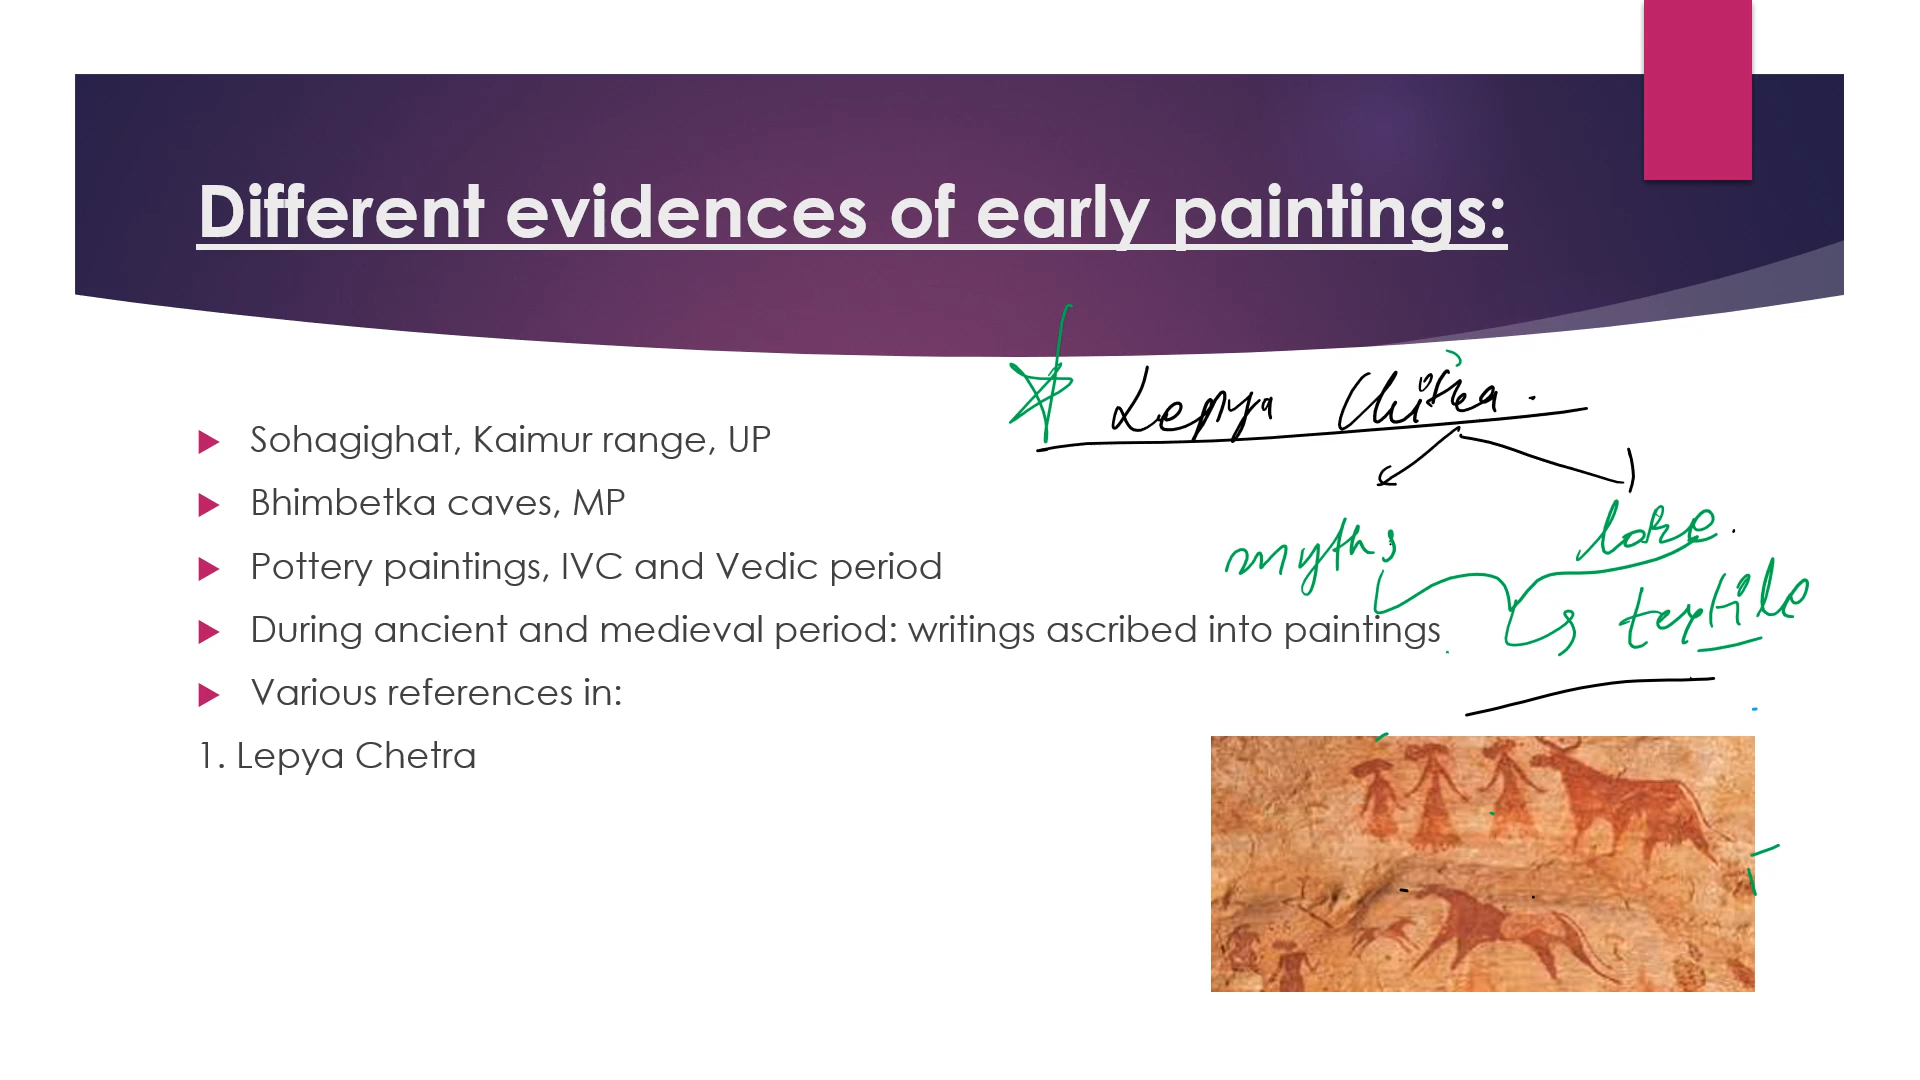 Different evidences of early paintings:
Lepya Chitra.
Sohagighat, Kaimur range, UP
Bhimbetka caves, MP
myths lore.
Pottery paintings, IVC and Vedic period
textile
During ancient and medieval period: writings ascribed into paintings
Various references in:
1. Lepya Chetra